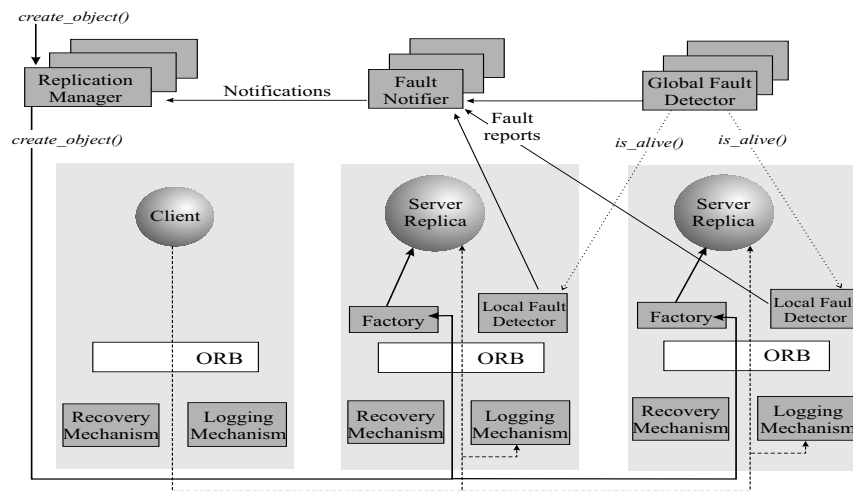 create_object()
Replication
Manager
Notifications
Fault
Notifier
Global Fault
Detector
create_object()
Fault
reports
is_alive()
is_alive()
Client
Server
Replica
Server
Replica
Factory
Local Fault
Detector
Factory
Local Fault
Detector
ORB
ORB
ORB
Recovery
Mechanism
Logging
Mechanism
Recovery
Mechanism
Logging
Mechanism
Recovery
Mechanism
Logging
Mechanism